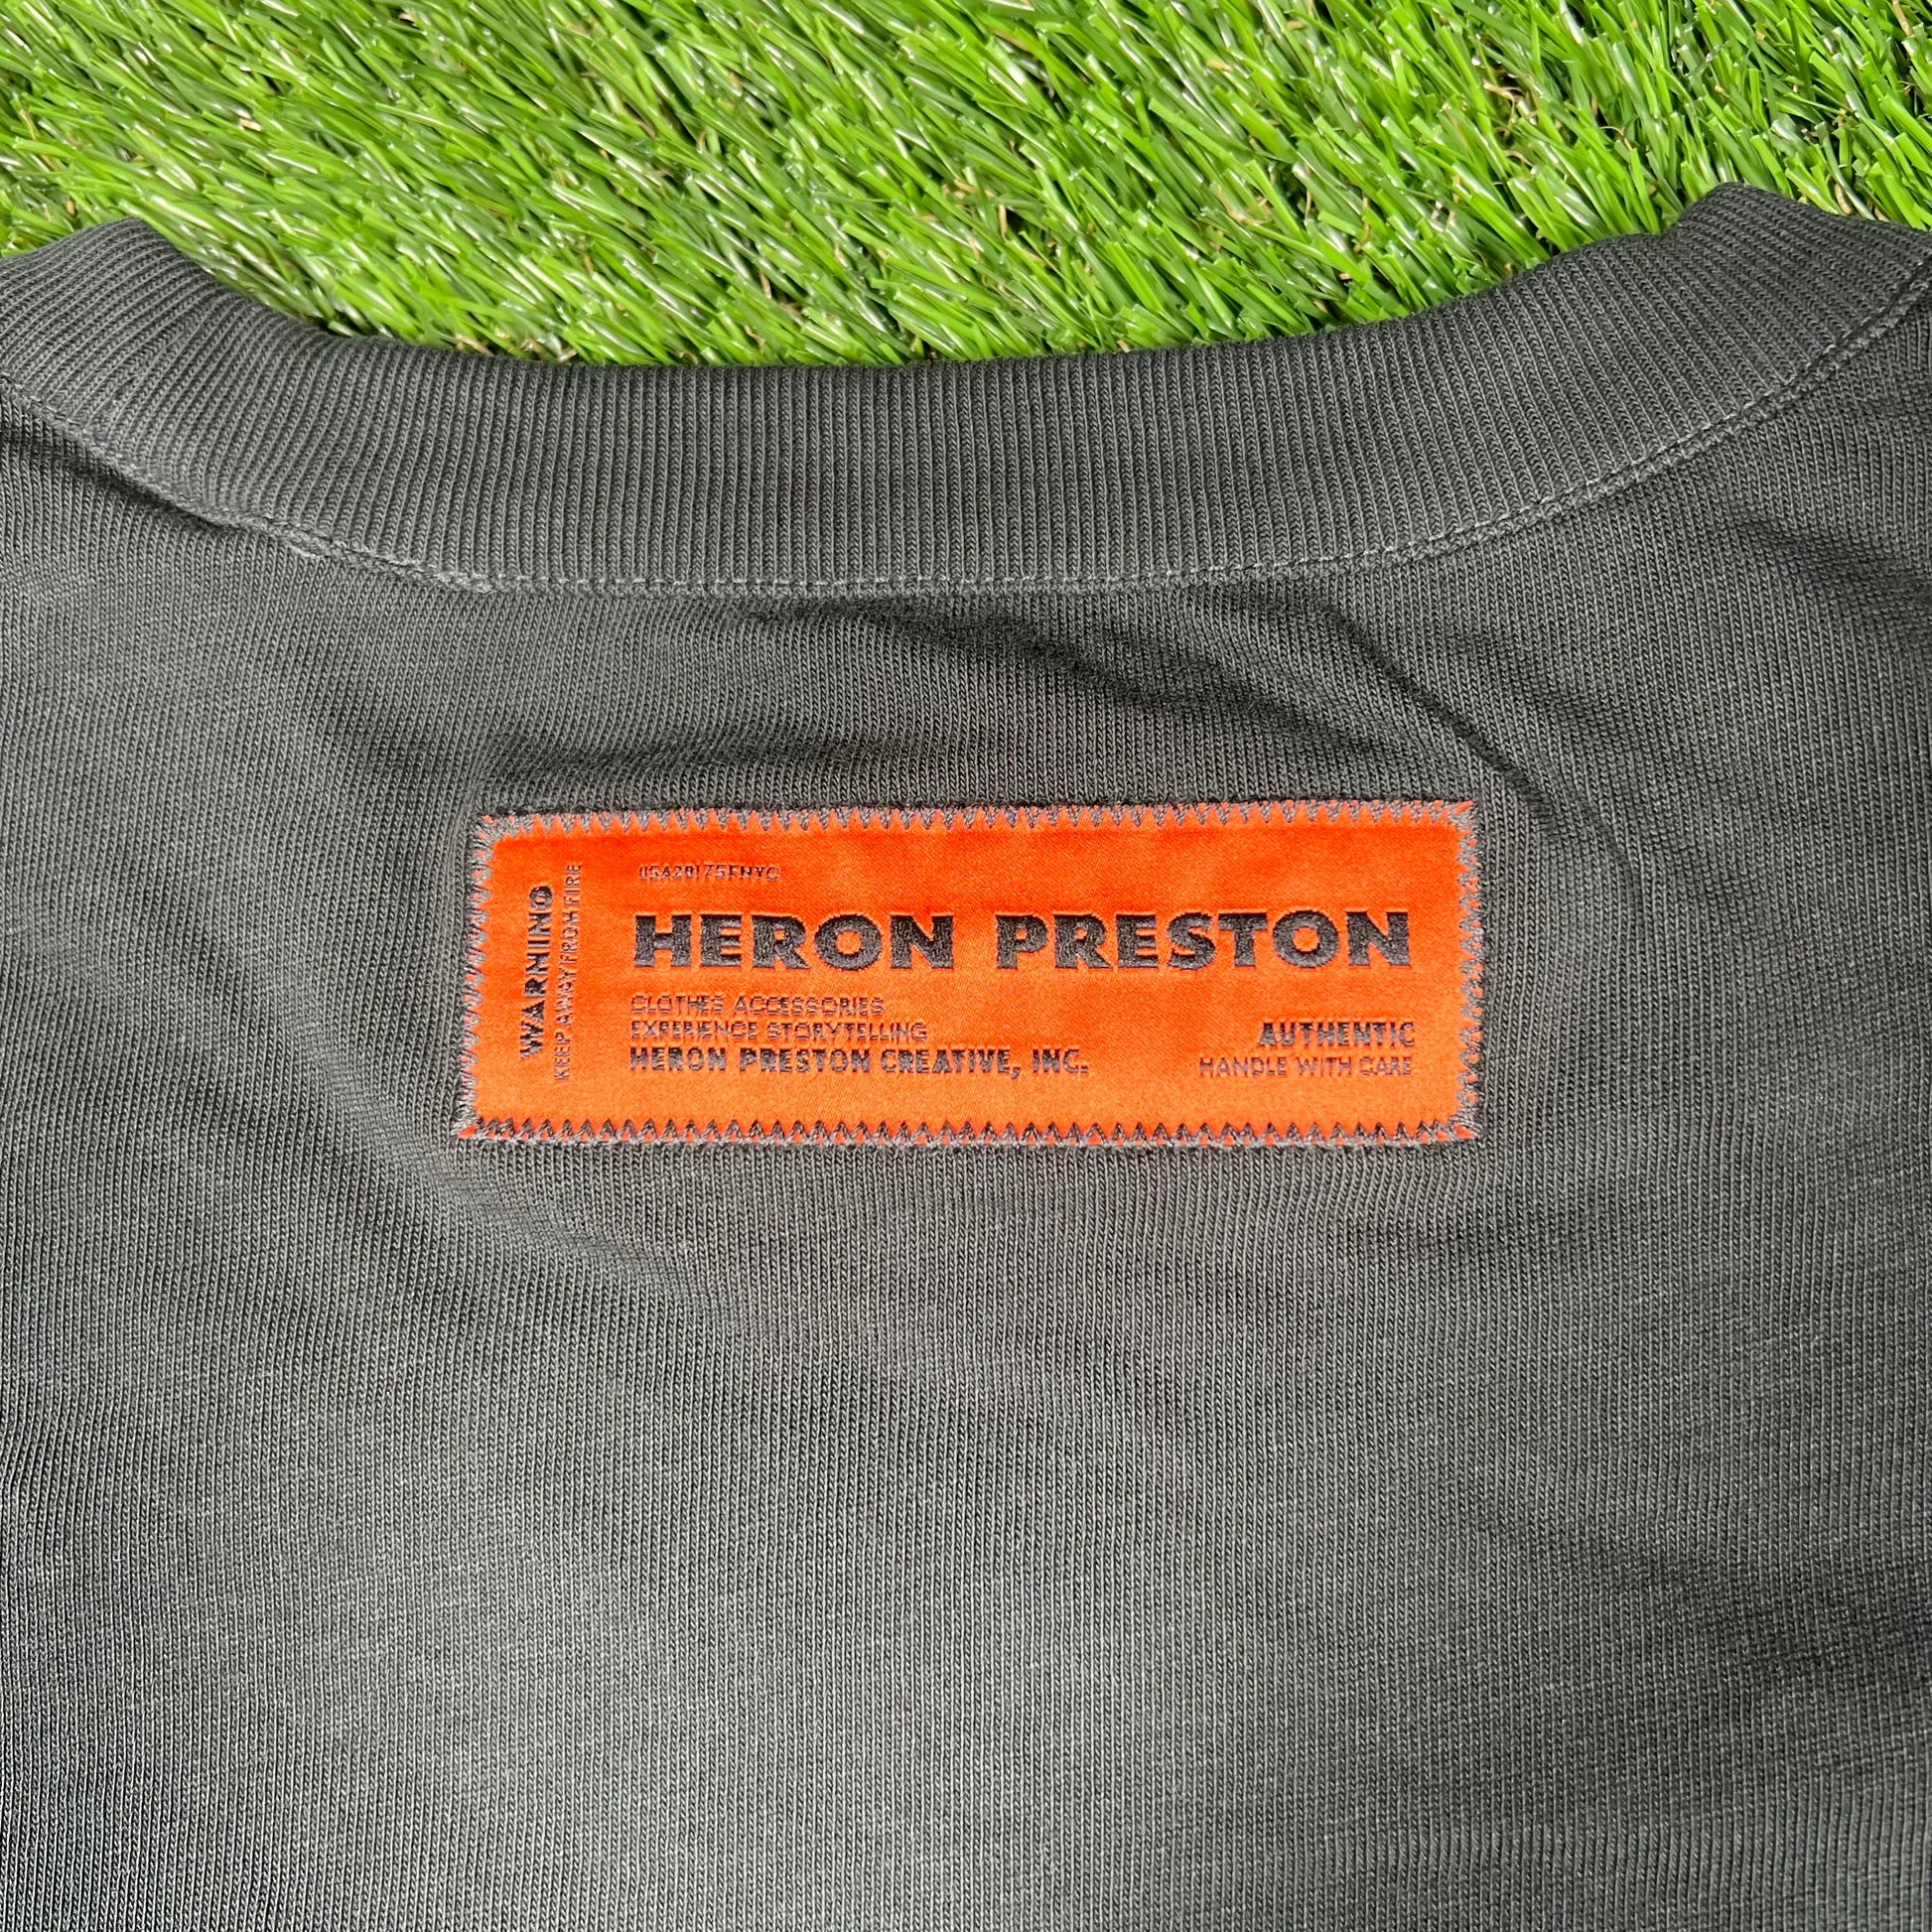 WARNING
KEEP AWAY FROM FIRE
USA20175FNYC
HERON PRESTON
CLOTHES ACCESSORIES
EXPERIENCE STORYTELLING
HERON PRESTON CREATIVE, INC.
AUTHENTIC
HANDLE WITH CARE